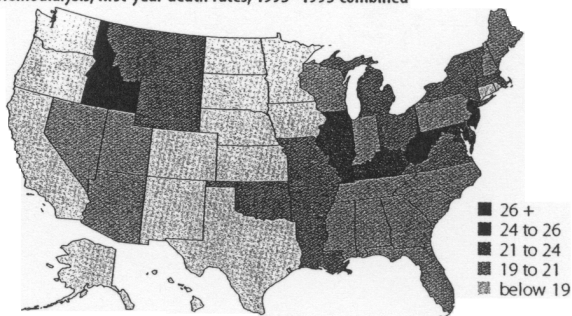 Hemodialysis, first-year death rates, 1993–1995 combined
26 +
24 to 26
21 to 24
19 to 21
below 19